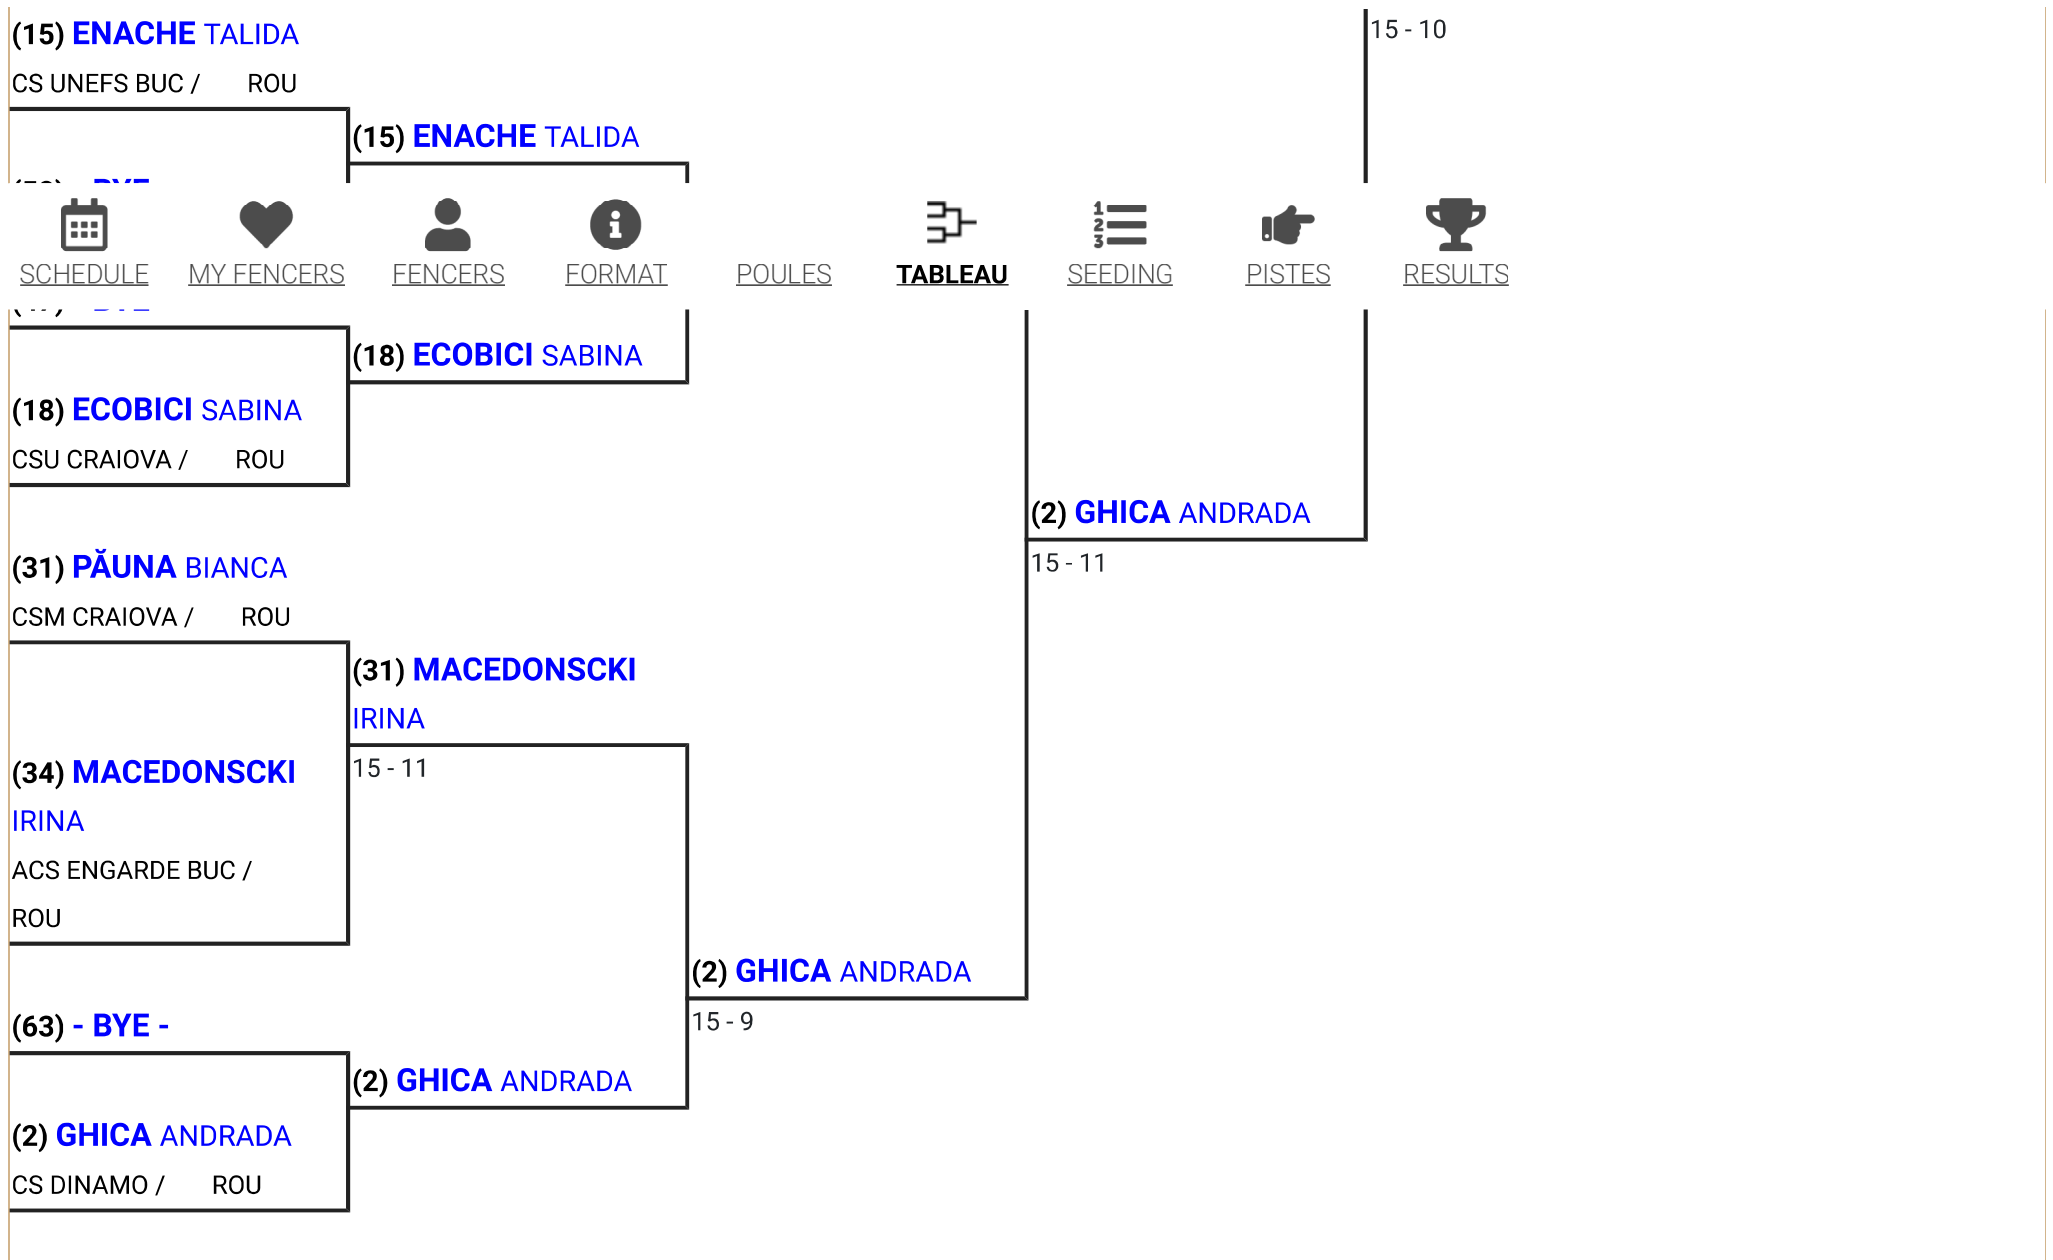 (15) ENACHE TALIDA
CS UNEFS BUC / ROU
15 - 10
(15) ENACHE TALIDA
SCHEDULE
MY FENCERS
FENCERS
FORMAT
POULES
TABLEAU
SEEDING
PISTES
RESULTS
(18) ECOBICI SABINA
(18) ECOBICI SABINA
CSU CRAIOVA / ROU
(2) GHICA ANDRADA
15 - 11
(31) PĂUNA BIANCA
CSM CRAIOVA / ROU
(31) MACEDONSCKI
IRINA
15 - 11
(34) MACEDONSCKI
IRINA
ACS ENGARDE BUC /
ROU
(2) GHICA ANDRADA
15 - 9
(63) - BYE -
(2) GHICA ANDRADA
(2) GHICA ANDRADA
CS DINAMO / ROU